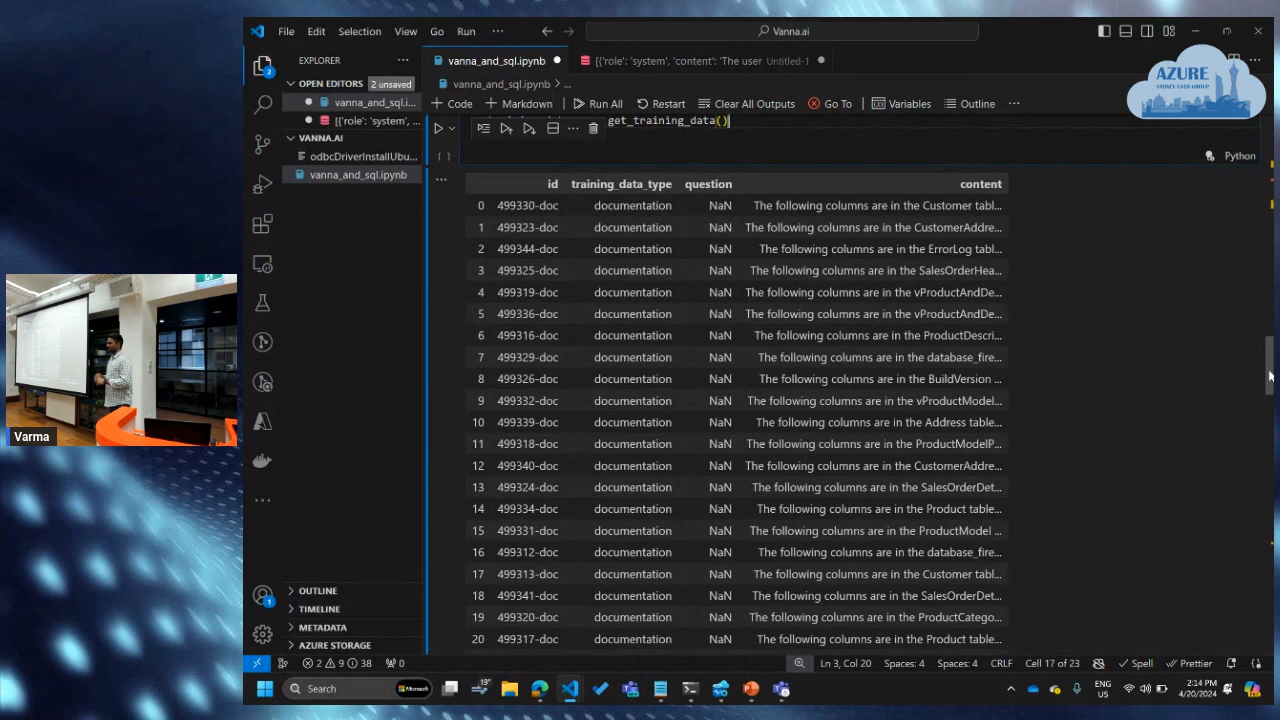 File Edit Selection View Go Run ... Vanna.ai
EXPLORER ...
vanna_and_sql.ipynb [{'role': 'system', 'content': 'The user Untitled-1
AZURE
SYDNEY USER GROUP
OPEN EDITORS 2 unsaved
vanna_and_sql.ipynb > ...
vanna_and_sql.i...
[{'role': 'system', ...
+ Code + Markdown Run All Restart Clear All Outputs Go To Variables Outline ...
get_training_data()
VANNA.AI
odbcDriverInstallUbu...
vanna_and_sql.ipynb
[ ] Python
id training_data_type question content
0 499330-doc documentation NaN The following columns are in the Customer tabl...
1 499323-doc documentation NaN The following columns are in the CustomerAddre...
2 499344-doc documentation NaN The following columns are in the ErrorLog tabl...
3 499325-doc documentation NaN The following columns are in the SalesOrderHea...
4 499319-doc documentation NaN The following columns are in the vProductAndDe...
5 499336-doc documentation NaN The following columns are in the vProductAndDe...
6 499316-doc documentation NaN The following columns are in the ProductDescri...
7 499329-doc documentation NaN The following columns are in the database_fire...
8 499326-doc documentation NaN The following columns are in the BuildVersion ...
9 499332-doc documentation NaN The following columns are in the vProductModel...
10 499339-doc documentation NaN The following columns are in the Address table...
11 499318-doc documentation NaN The following columns are in the ProductModelP...
12 499340-doc documentation NaN The following columns are in the CustomerAddre...
13 499324-doc documentation NaN The following columns are in the SalesOrderDet...
14 499334-doc documentation NaN The following columns are in the Product table...
15 499331-doc documentation NaN The following columns are in the ProductModel ...
16 499312-doc documentation NaN The following columns are in the database_fire...
17 499313-doc documentation NaN The following columns are in the Customer tabl...
18 499341-doc documentation NaN The following columns are in the SalesOrderDet...
19 499320-doc documentation NaN The following columns are in the ProductCatego...
20 499317-doc documentation NaN The following columns are in the Product table...
Varma
OUTLINE
TIMELINE
METADATA
AZURE STORAGE
2 9 38 0 Ln 3, Col 20 Spaces: 4 Spaces: 4 CRLF Cell 17 of 23 Spell Prettier
Search Microsoft 19° ENG US 2:14 PM 4/20/2024